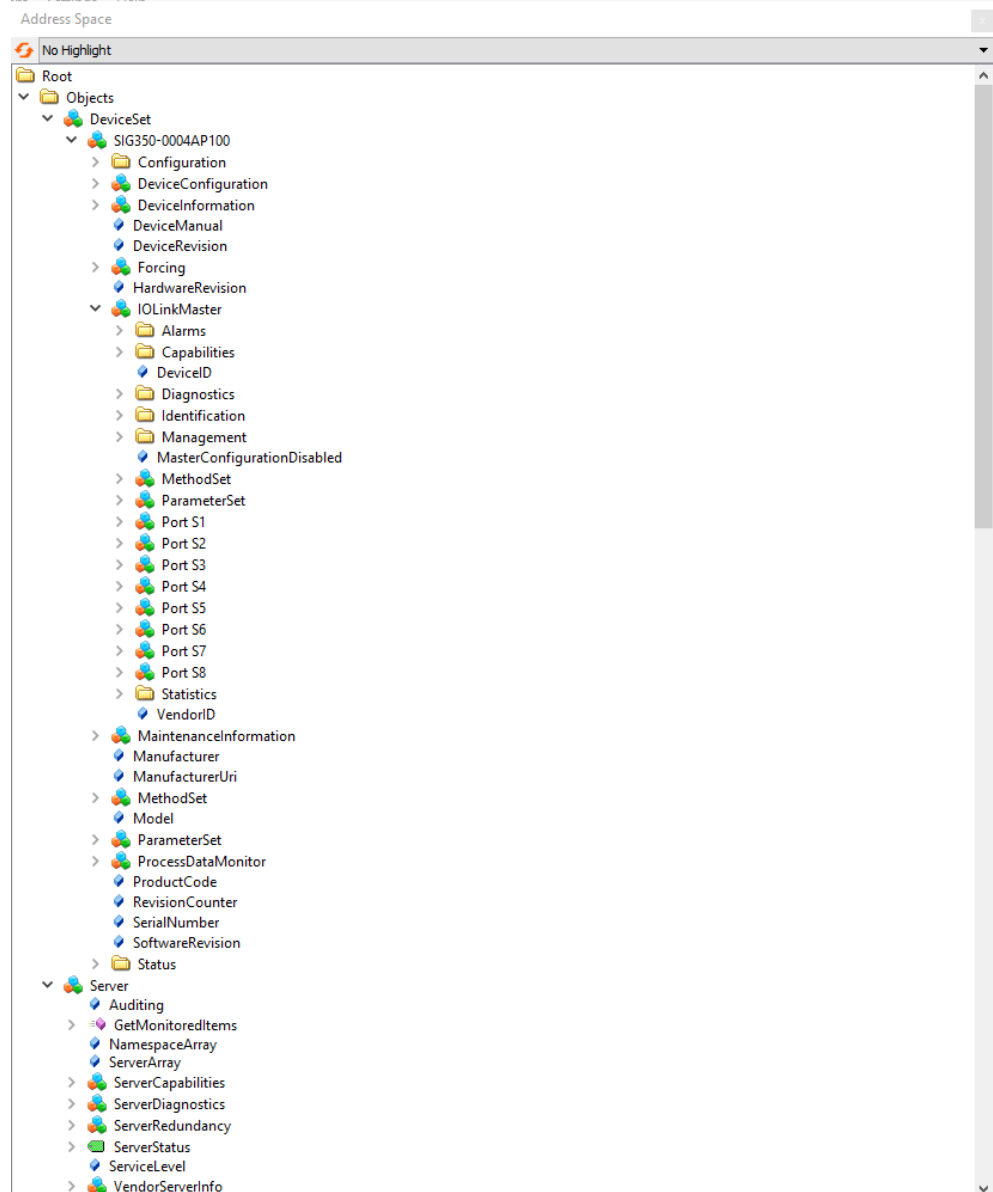 Address Space
No Highlight
Root
Objects
DeviceSet
SIG350-0004AP100
Configuration
DeviceConfiguration
DeviceInformation
DeviceManual
DeviceRevision
Forcing
HardwareRevision
IOLinkMaster
Alarms
Capabilities
DeviceID
Diagnostics
Identification
Management
MasterConfigurationDisabled
MethodSet
ParameterSet
Port S1
Port S2
Port S3
Port S4
Port S5
Port S6
Port S7
Port S8
Statistics
VendorID
MaintenanceInformation
Manufacturer
ManufacturerUri
MethodSet
Model
ParameterSet
ProcessDataMonitor
ProductCode
RevisionCounter
SerialNumber
SoftwareRevision
Status
Server
Auditing
GetMonitoredItems
NamespaceArray
ServerArray
ServerCapabilities
ServerDiagnostics
ServerRedundancy
ServerStatus
ServiceLevel
VendorServerInfo